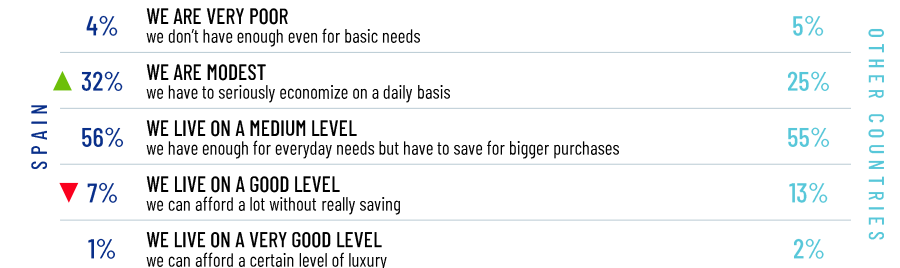 SPAIN
4%
WE ARE VERY POOR
we don't have enough even for basic needs
5%
32%
WE ARE MODEST
we have to seriously economize on a daily basis
25%
56%
WE LIVE ON A MEDIUM LEVEL
we have enough for everyday needs but have to save for bigger purchases
55%
7%
WE LIVE ON A GOOD LEVEL
we can afford a lot without really saving
13%
1%
WE LIVE ON A VERY GOOD LEVEL
we can afford a certain level of luxury
2%
OTHER COUNTRIES